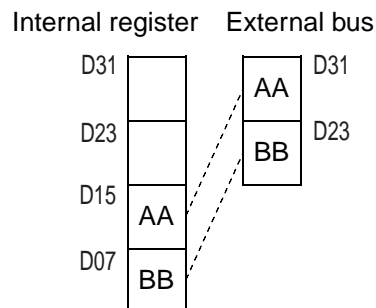 Internal register External bus
D31 D31
AA
D23 D23
BB
D15
AA
D07
BB